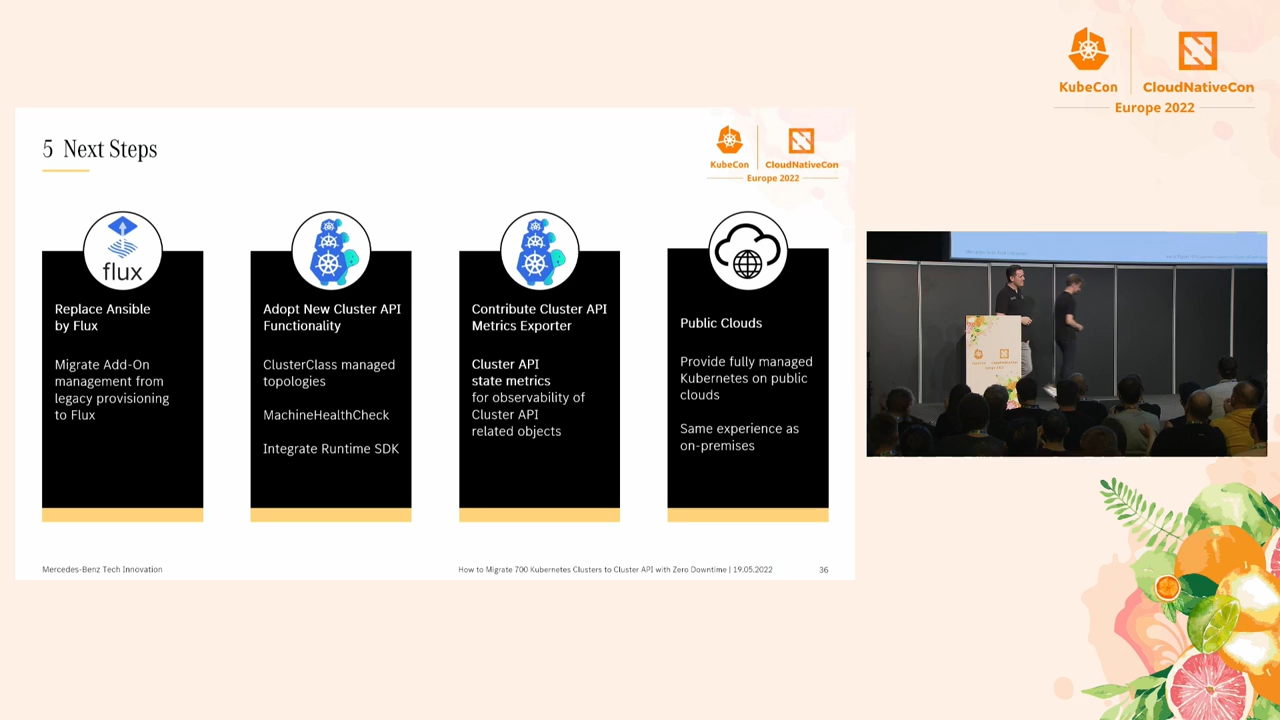 KubeCon
CloudNativeCon
Europe 2022
5 Next Steps
KubeCon
CloudNativeCon
Europe 2022
flux
Replace Ansible
by Flux
Migrate Add-On
management from
legacy provisioning
to Flux
Adopt New Cluster API
Functionality
ClusterClass managed
topologies
MachineHealthCheck
Integrate Runtime SDK
Contribute Cluster API
Metrics Exporter
Cluster API
state metrics
for observability of
Cluster API
related objects
Public Clouds
Provide fully managed
Kubernetes on public
clouds
Same experience as
on-premises
Mercedes-Benz Tech Innovation
How to Migrate 700 Kubernetes Clusters to Cluster API with Zero Downtime | 19.05.2022
36